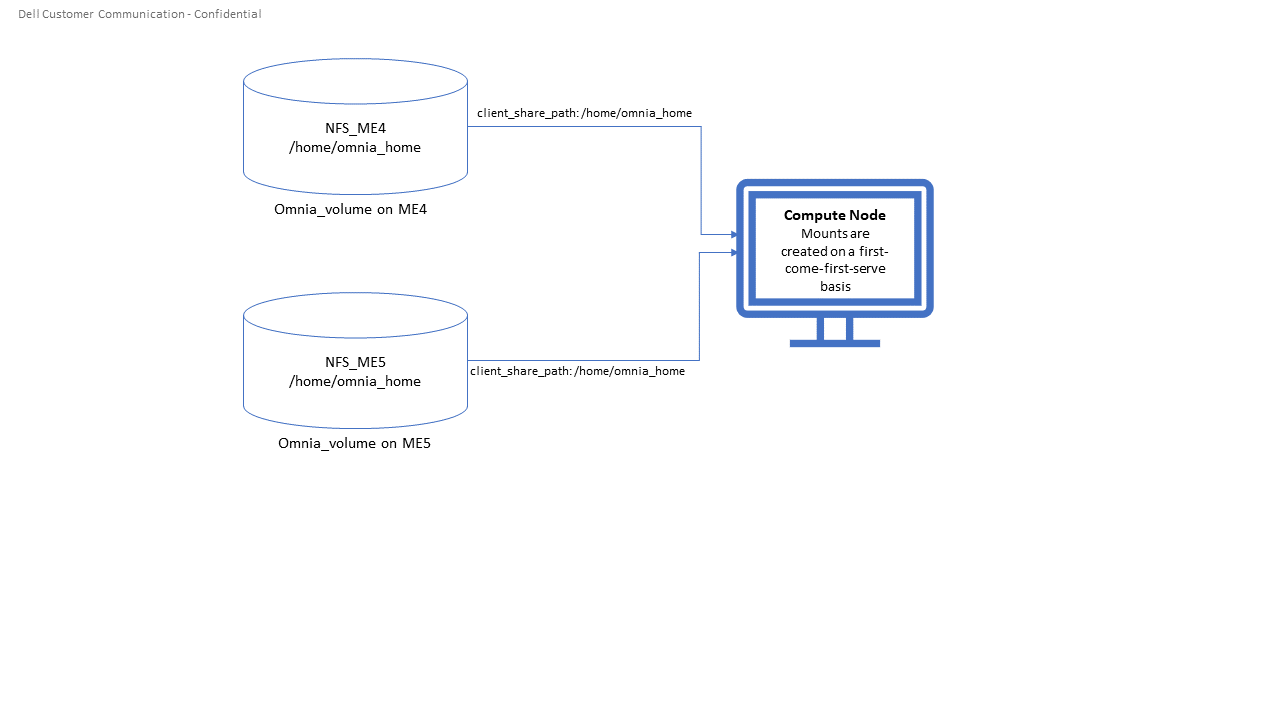 Dell Customer Communication - Confidential
client_share_path:/home/omnia_home
NFS_ME4
/home/omnia_home
Omnia_volume on ME4
Compute Node
Mounts are
created on a first-
come-first-serve
basis
NFS_ME5
/home/omnia_home
client_share_path:/home/omnia_home
Omnia_volume on ME5